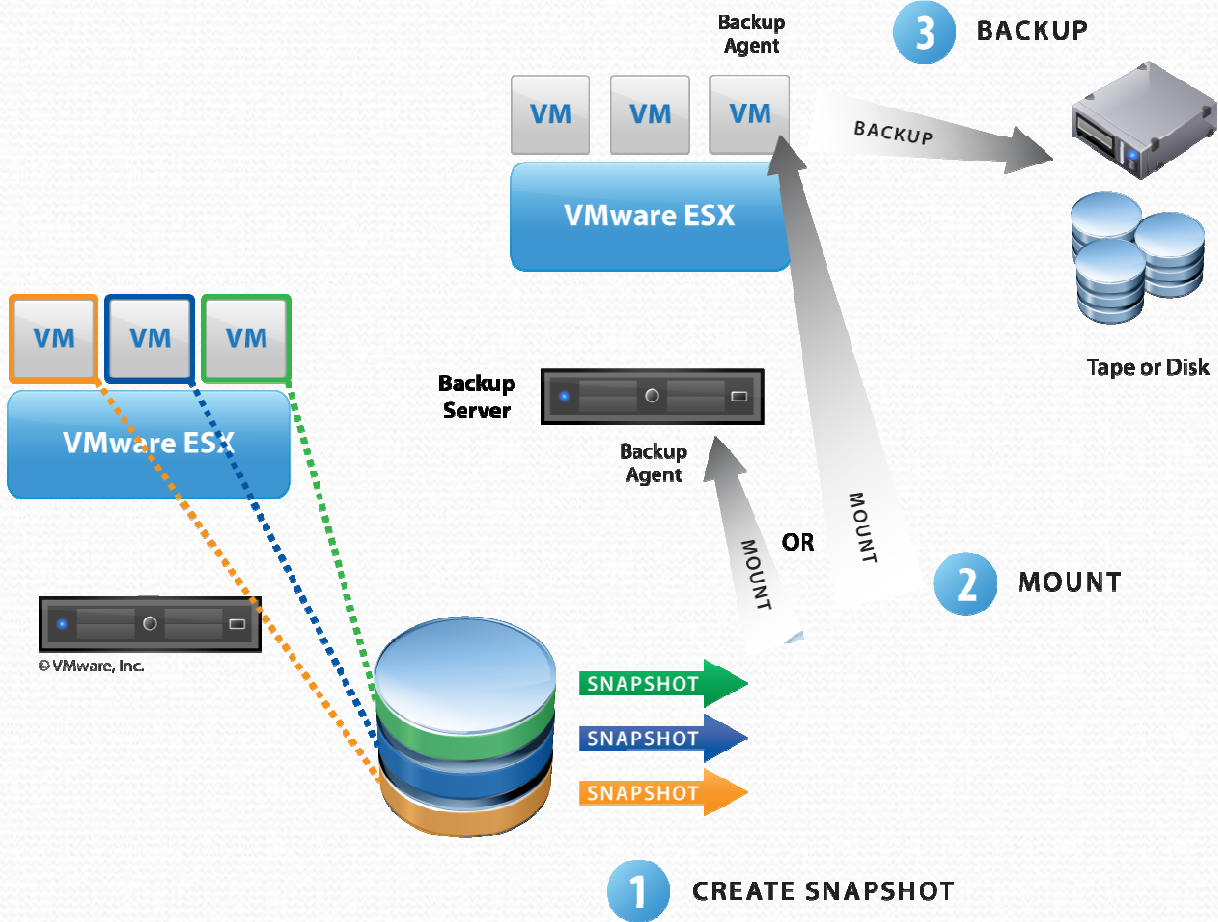 Backup
Agent
3 BACKUP
VM VM VM
BACKUP
VMware ESX
Tape or Disk
VM VM VM
VMware ESX
Backup
Server
Backup
Agent
MOUNT
OR
MOUNT
2 MOUNT
© VMware, Inc.
SNAPSHOT
SNAPSHOT
SNAPSHOT
1 CREATE SNAPSHOT